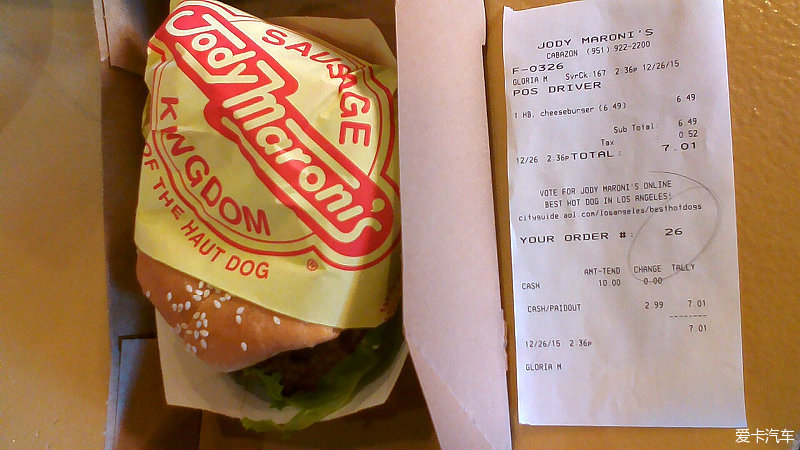 SAUSAGE
Jody Maroni's
KINGDOM
OF THE HAUT DOG
®
JODY MARONI'S
CABAZON (951) 922-2200
F-0326
GLORIA M SvrCk:167 2:36p 12/26/15
POS DRIVER
1 HB. cheeseburger (6.49) 6.49
Sub Total: 6.49
Tax 0.52
12/26 2:36p TOTAL: 7.01
VOTE FOR JODY MARONI'S ONLINE
BEST HOT DOG IN LOS ANGELES!
cityguide.aol.com/losangeles/besthotdogs
YOUR ORDER #: 26
AMT-TEND CHANGE TALLY
CASH 10.00 0.00
CASH/PAIDOUT 2.99 7.01
--------
7.01
12/26/15 2:36p
GLORIA M
爱卡汽车